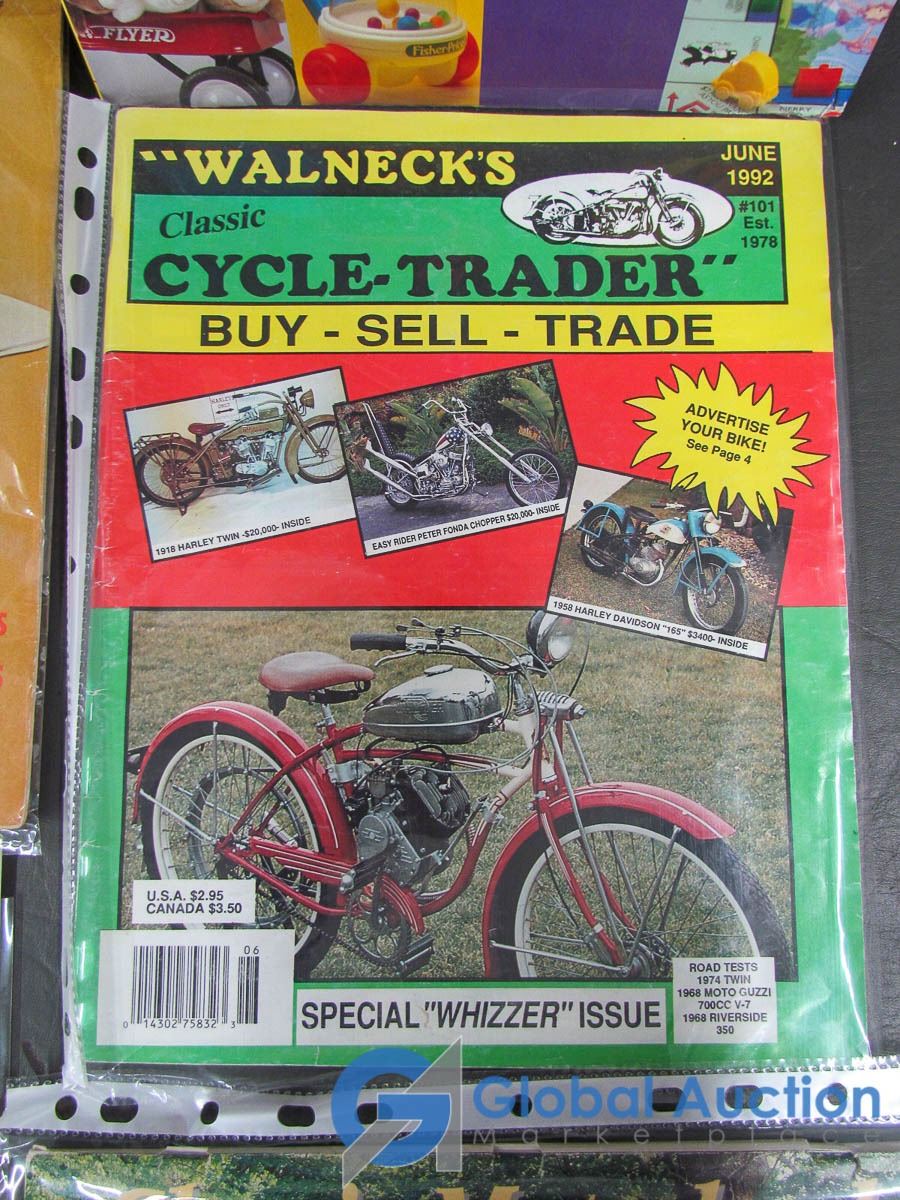 FLYER
Fisher-Price
"WALNECK'S
Classic
CYCLE-TRADER"
JUNE
1992
#101
Est.
1978
BUY - SELL - TRADE
ADVERTISE
YOUR BIKE!
See Page 4
1918 HARLEY TWIN -$20,000- INSIDE
EASY RIDER PETER FONDA CHOPPER $20,000- INSIDE
1958 HARLEY DAVIDSON "165" $3400- INSIDE
U.S.A. $2.95
CANADA $3.50
06
0 14302 75832 3
SPECIAL "WHIZZER" ISSUE
ROAD TESTS
1974 TWIN
1968 MOTO GUZZI
700CC V-7
1968 RIVERSIDE
350
Global Auction
Marketplace